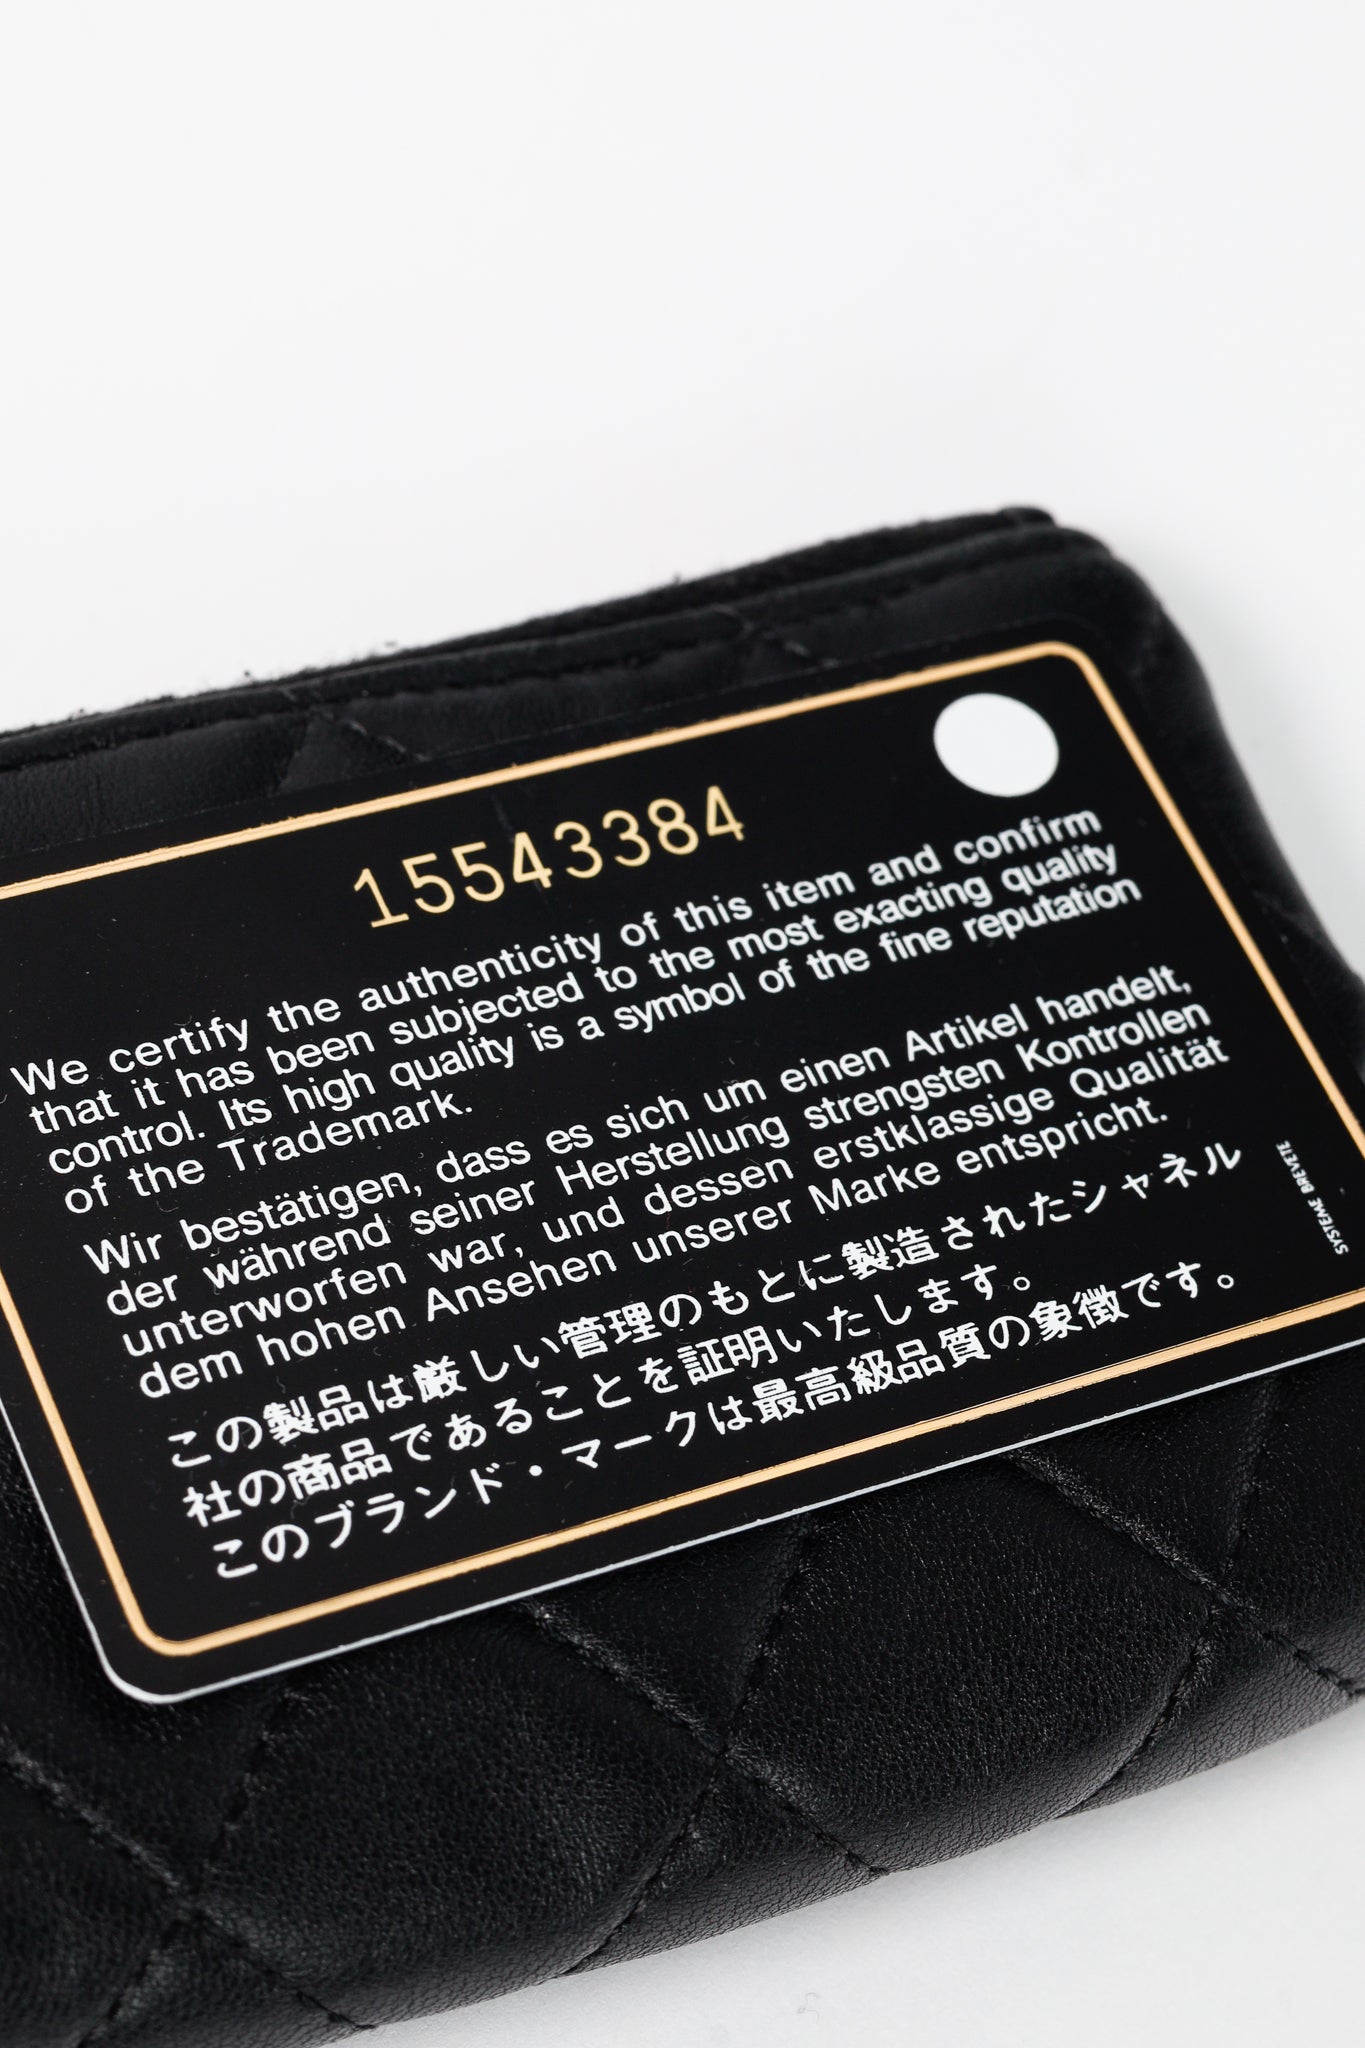 15543384
We certify the authenticity of this item and confirm
that it has been subjected to the most exacting quality
control. Its high quality is a symbol of the fine reputation
of the Trademark.
Wir bestätigen, dass es sich um einen Artikel handelt,
der während seiner Herstellung strengsten Kontrollen
unterworfen war, und dessen erstklassige Qualität
dem hohen Ansehen unserer Marke entspricht.
この製品は厳しい管理のもとに製造されたシャネル
社の商品であることを証明いたします。
このブランド・マークは最高級品質の象徴です。
SYSTEME BREVETE